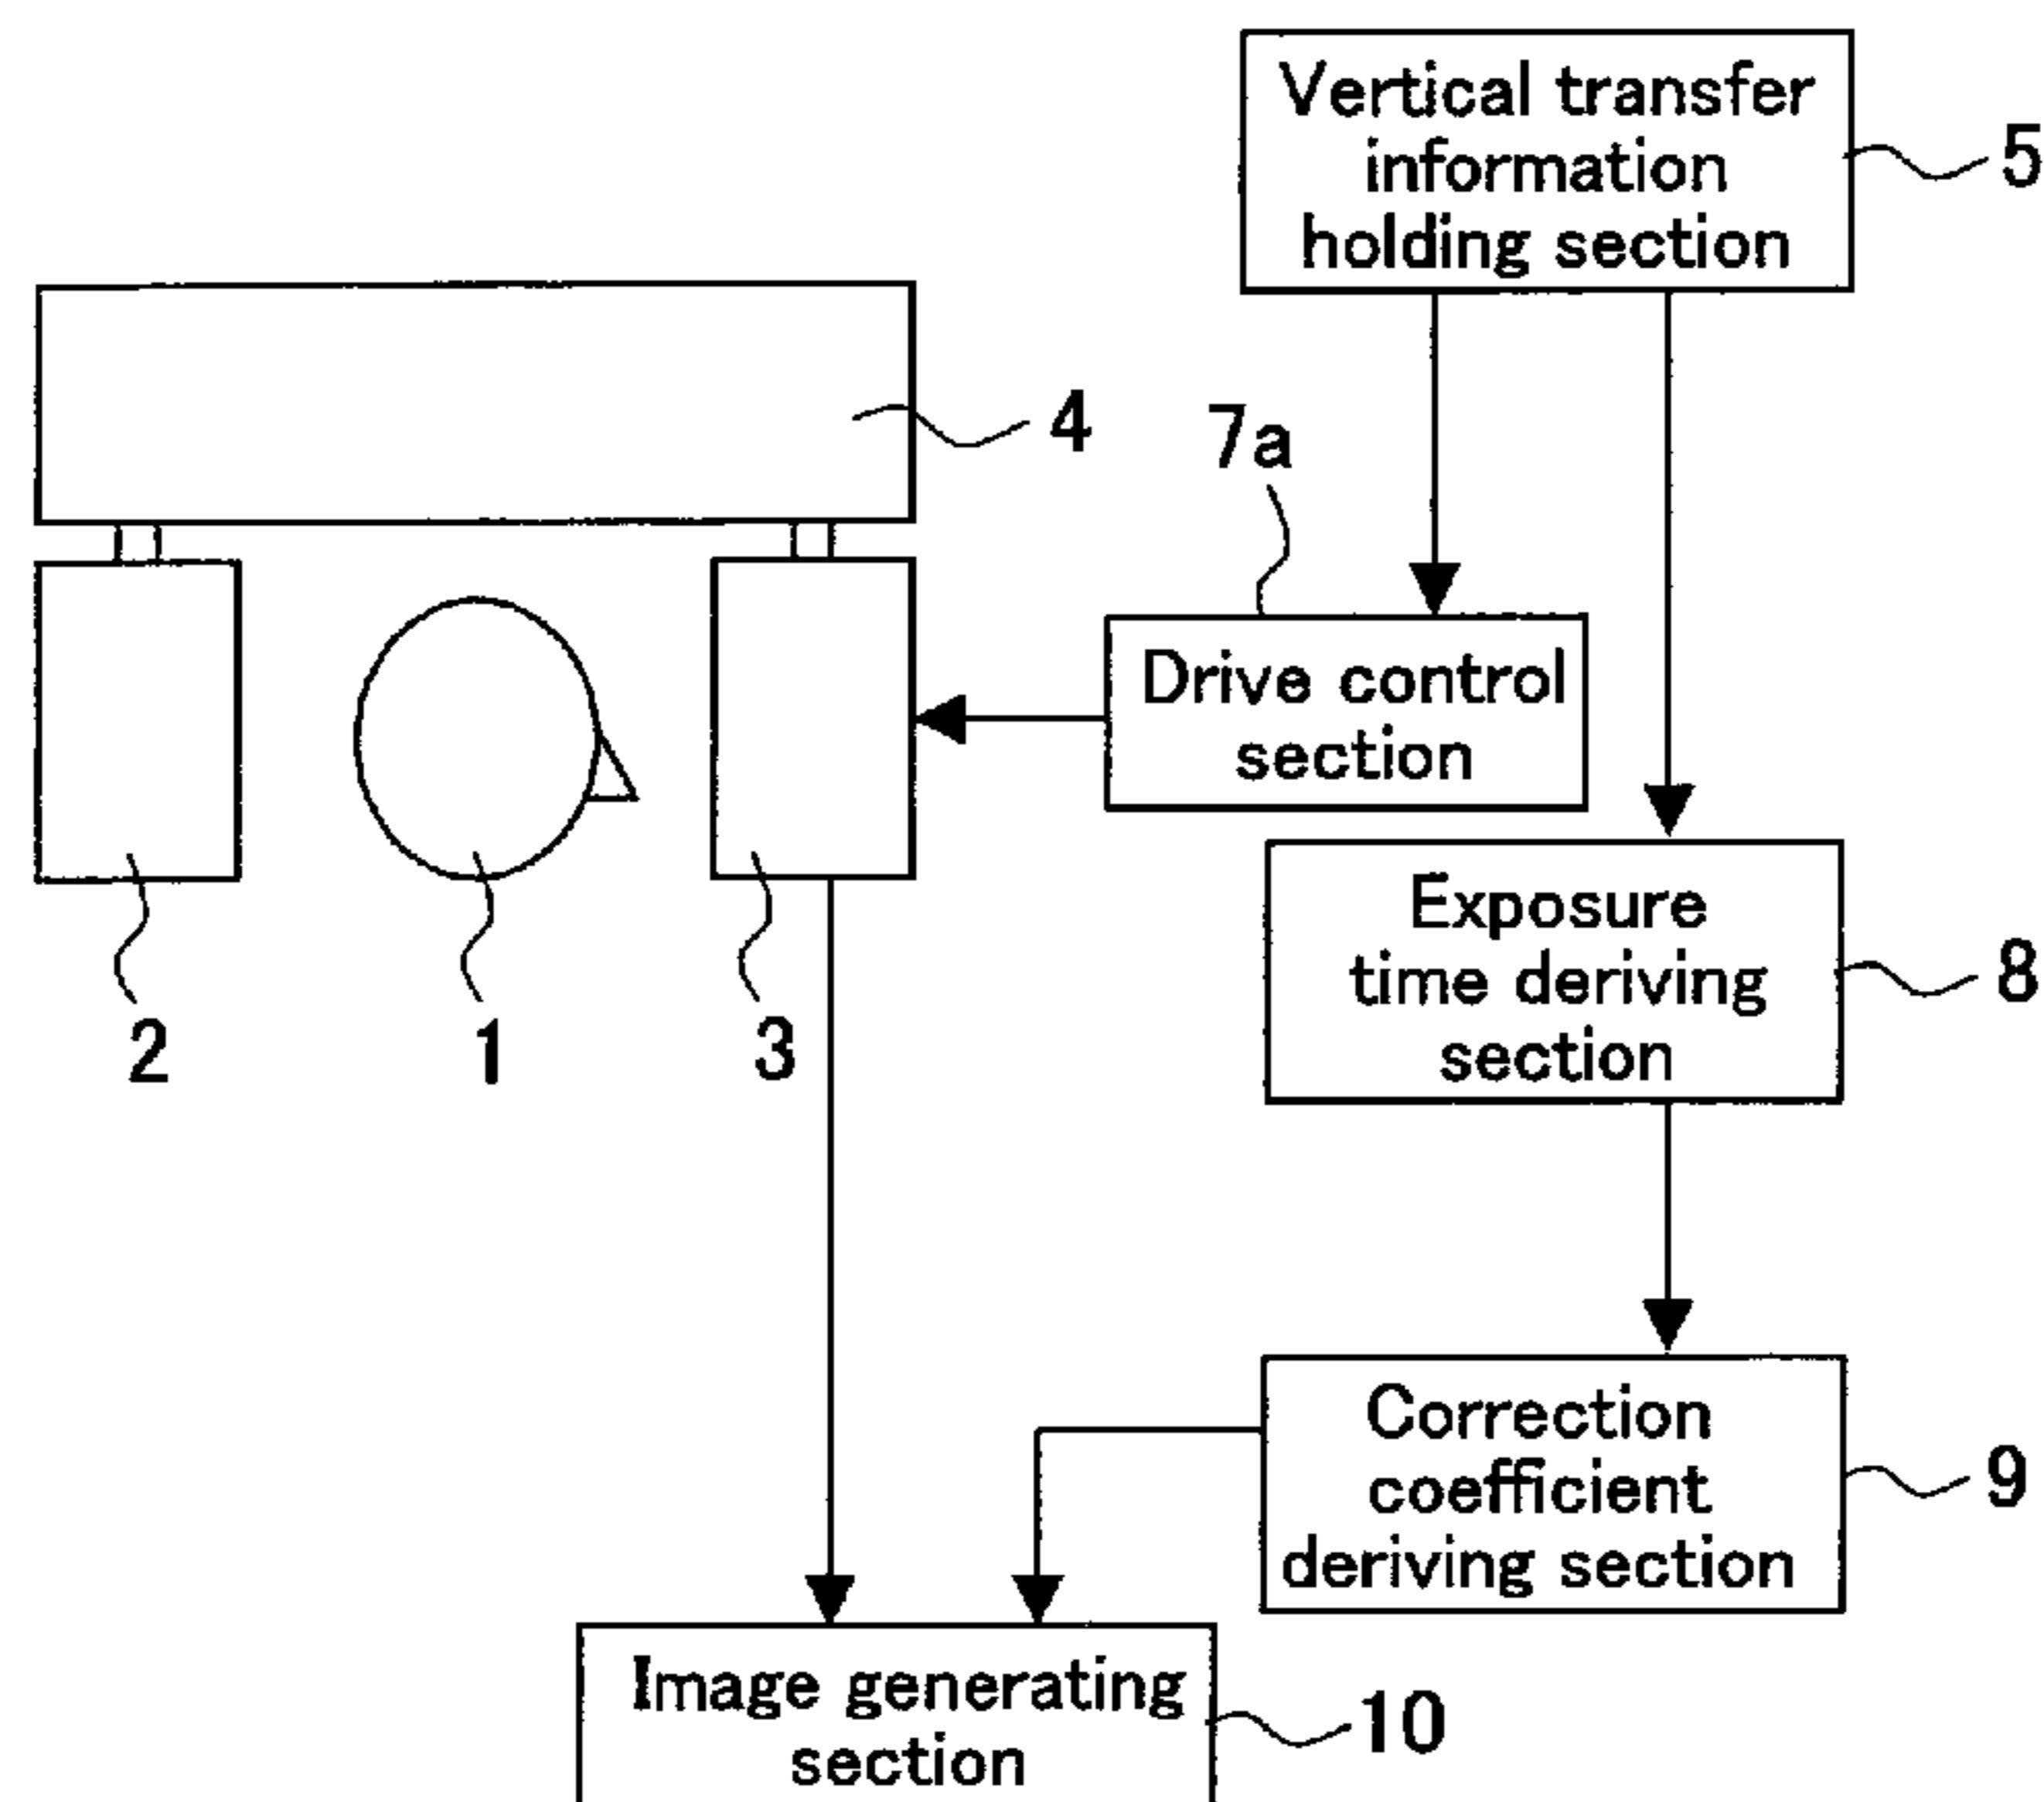 Vertical transfer
information
holding section
5
4
7a
Drive control
section
Exposure
time deriving
section
8
2
1
3
Correction
coefficient
deriving section
9
Image generating
section
10